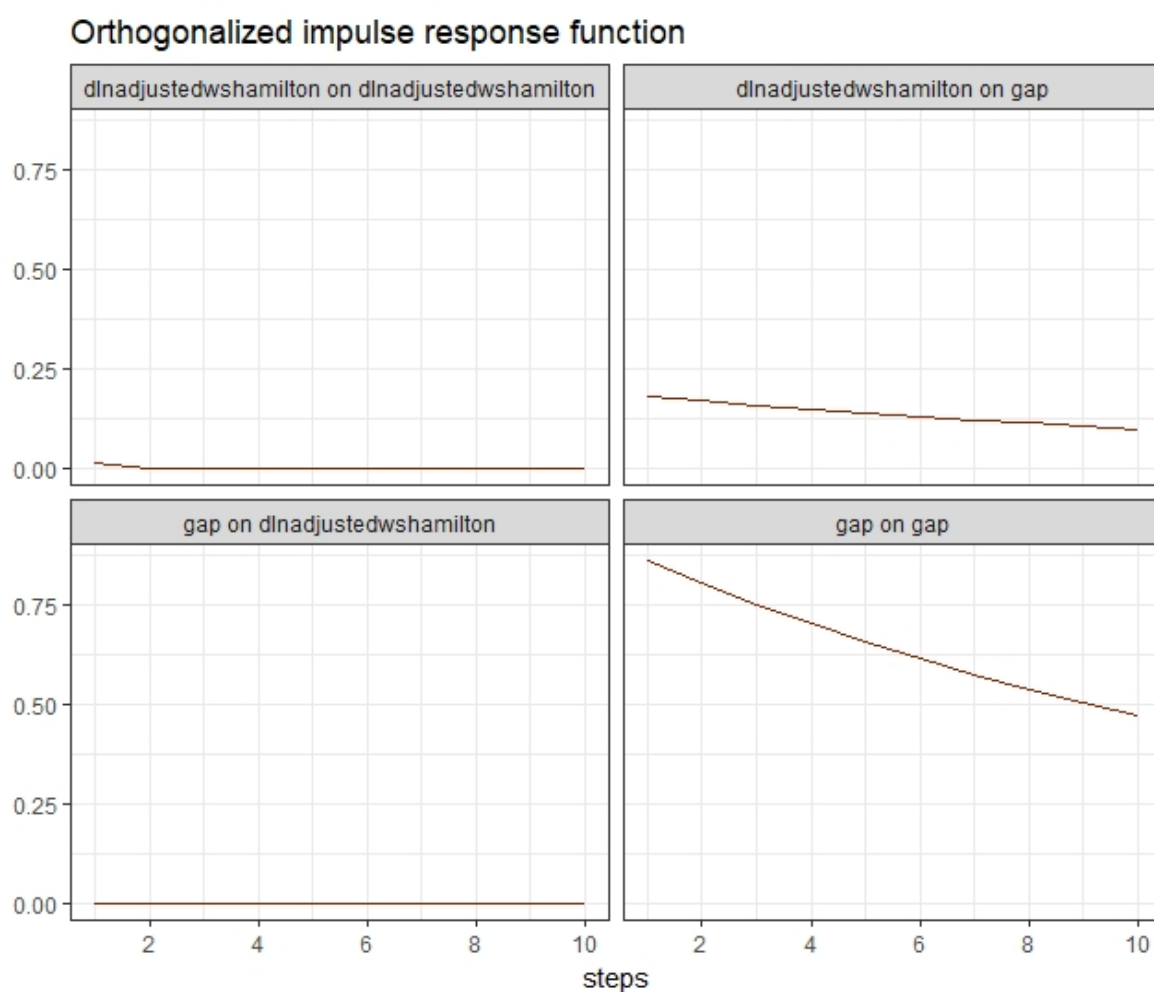 Orthogonalized impulse response function
dlnadjustedwshamilton on dlnadjustedwshamilton
dlnadjustedwshamilton on gap
0.75
0.50
0.25
0.00
gap on dlnadjustedwshamilton
gap on gap
0.75
0.50
0.25
0.00
2 4 6 8 10
2 4 6 8 10
steps